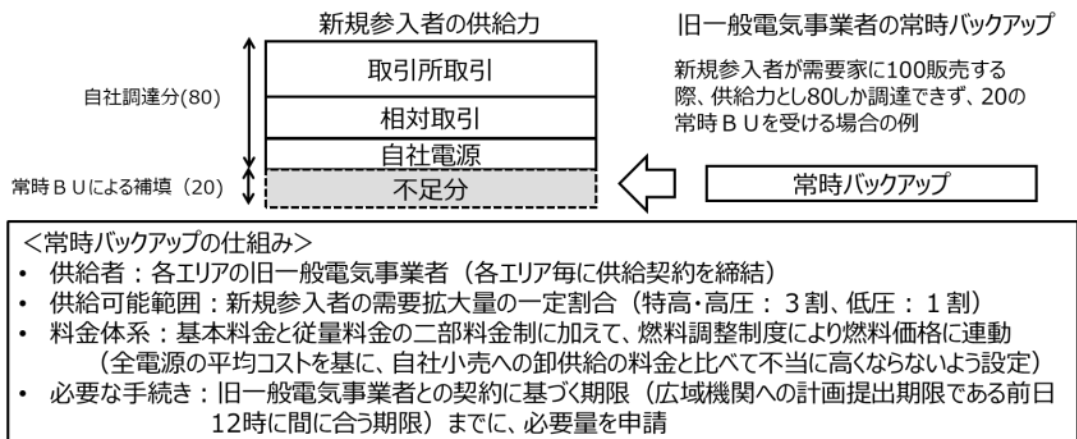 新規参入者の供給力
旧一般電気事業者の常時バックアップ
自社調達分(80)
取引所取引
相対取引
自社電源
常時ＢＵによる補填（20）
不足分
新規参入者が需要家に100販売する
際、供給力とし80しか調達できず、20の
常時ＢＵを受ける場合の例
常時バックアップ
＜常時バックアップの仕組み＞
• 供給者：各エリアの旧一般電気事業者（各エリア毎に供給契約を締結）
• 供給可能範囲：新規参入者の需要拡大量の一定割合（特高・高圧：３割、低圧：１割）
• 料金体系：基本料金と従量料金の二部料金制に加えて、燃料調整制度により燃料価格に連動
（全電源の平均コストを基に、自社小売への卸供給の料金と比べて不当に高くならないよう設定）
• 必要な手続き：旧一般電気事業者との契約に基づく期限（広域機関への計画提出期限である前日
12時に間に合う期限）までに、必要量を申請